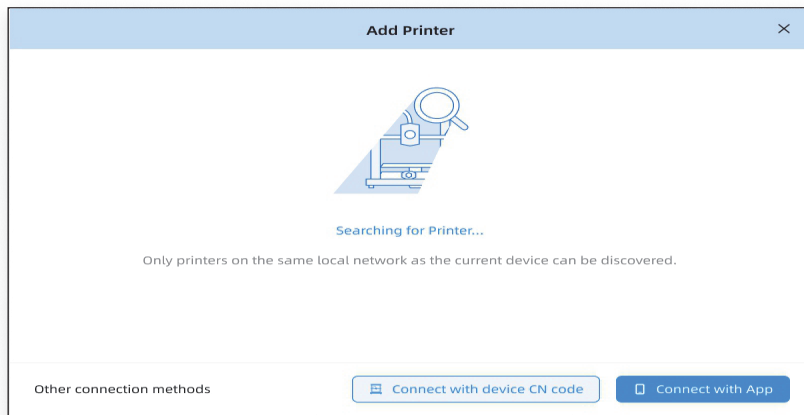 Add Printer
Searching for Printer...
Only printers on the same local network as the current device can be discovered.
Other connection methods
Connect with device CN code
Connect with App